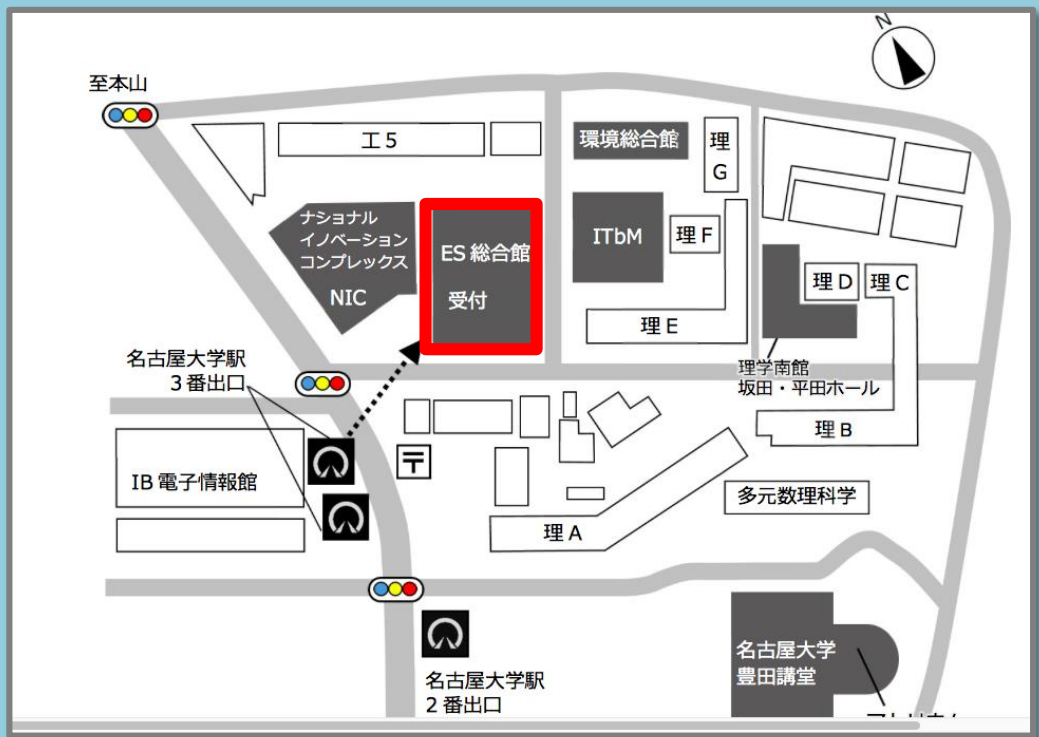 N
至本山
工5
環境総合館
理
G
ナショナル
イノベーション
コンプレックス
NIC
ES 総合館
受付
ITbM
理 F
理 D
理 C
理 E
名古屋大学駅
3 番出口
理学南館
坂田・平田ホール
理 B
〒
IB 電子情報館
多元数理科学
理 A
名古屋大学
豊田講堂
名古屋大学駅
2 番出口